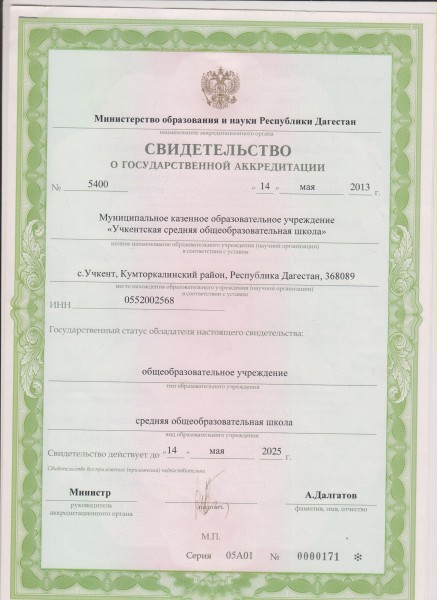 Министерство образования и науки Республики Дагестан
наименование аккредитационного органа
СВИДЕТЕЛЬСТВО
О ГОСУДАРСТВЕННОЙ АККРЕДИТАЦИИ
№ 5400 « 14 » мая 2013 г.
Муниципальное казенное образовательное учреждение
«Учкентская средняя общеобразовательная школа»
полное наименование образовательного учреждения (научной организации)
в соответствии с уставом
с.Учкент, Кумторкалинский район, Республика Дагестан, 368089
место нахождения образовательного учреждения (научной организации)
в соответствии с уставом
ИНН 0552002568
Государственный статус обладателя настоящего свидетельства:
общеобразовательное учреждение
тип образовательного учреждения
средняя общеобразовательная школа
вид образовательного учреждения
Свидетельство действует до « 14 » мая 2025 г.
Свидетельство без приложения (приложений) недействительно.
Министр А.Далгатов
руководитель подпись фамилия, имя, отчество
аккредитационного органа
М.П.
Серия 05А01 № 0000171 *